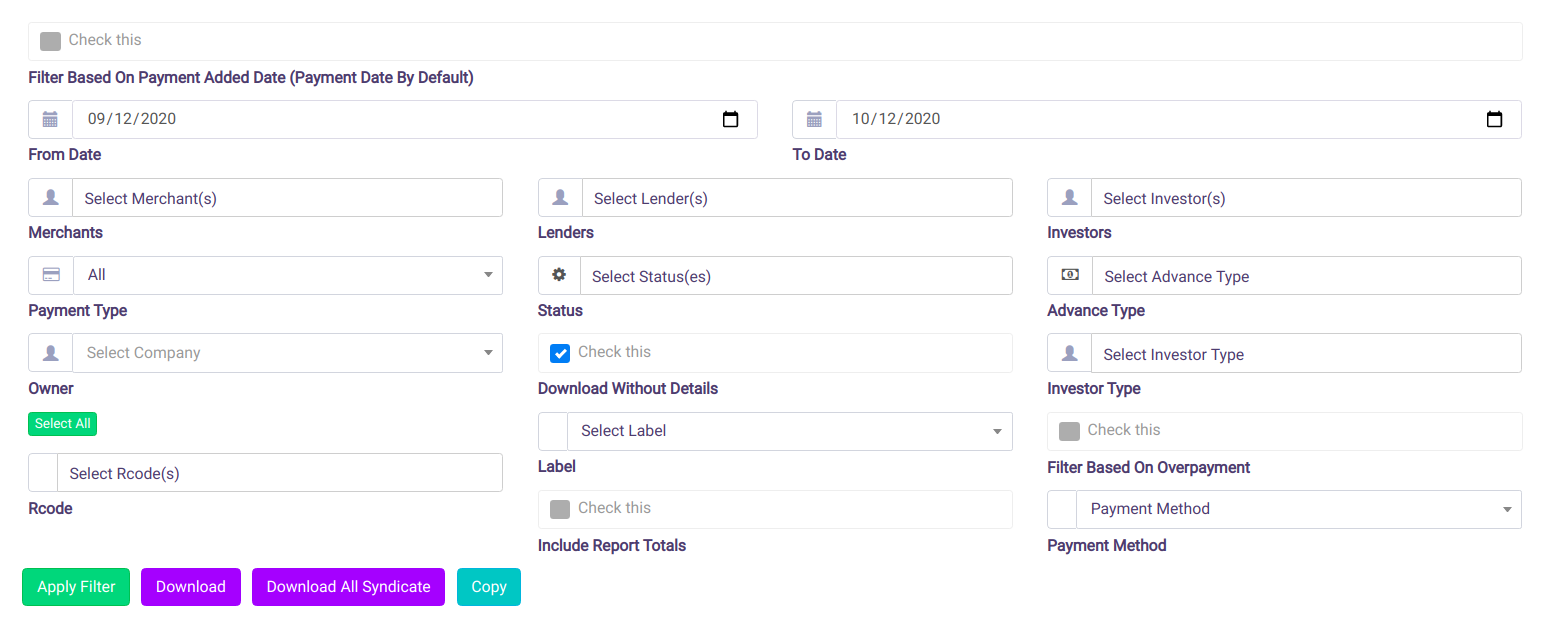 Check this
Filter Based On Payment Added Date (Payment Date By Default)
09/12/2020
10/12/2020
From Date
To Date
Select Merchant(s)
Select Lender(s)
Select Investor(s)
Merchants
Lenders
Investors
All
Select Status(es)
Select Advance Type
Payment Type
Status
Advance Type
Select Company
Check this
Select Investor Type
Owner
Download Without Details
Investor Type
Select All
Select Label
Check this
Label
Filter Based On Overpayment
Select Rcode(s)
Rcode
Check this
Payment Method
Include Report Totals
Payment Method
Apply Filter
Download
Download All Syndicate
Copy